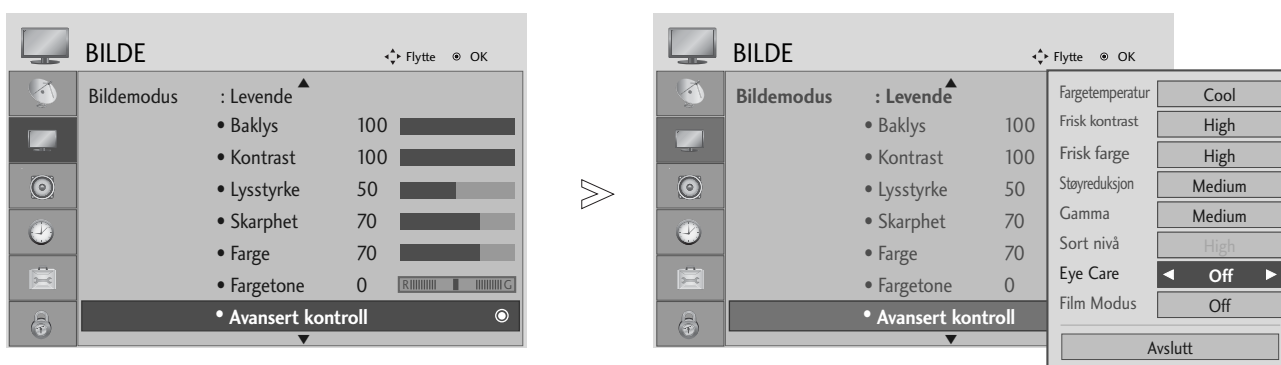 BILDE
Flytte OK
Bildemodus : Levende
• Baklys 100
• Kontrast 100
• Lysstyrke 50
• Skarphet 70
• Farge 70
• Fargetone 0 R G
• Avansert kontroll
BILDE
Flytte OK
Bildemodus : Levende
• Baklys 100
• Kontrast 100
• Lysstyrke 50
• Skarphet 70
• Farge 70
• Fargetone 0
• Avansert kontroll
Fargetemperatur Cool
Frisk kontrast High
Frisk farge High
Støyreduksjon Medium
Gamma Medium
Sort nivå High
Eye Care ◄ Off ►
Film Modus Off
Avslutt